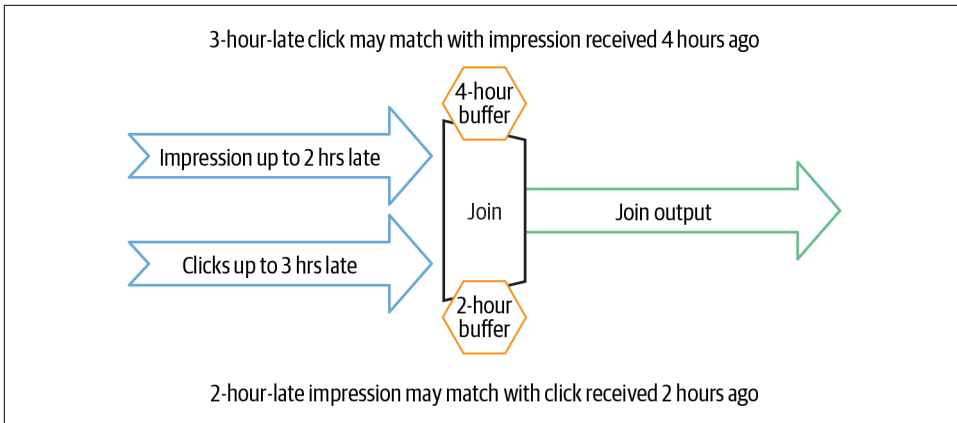 3-hour-late click may match with impression received 4 hours ago
4-hour
buffer
Impression up to 2 hrs late
Join
Join output
Clicks up to 3 hrs late
2-hour
buffer
2-hour-late impression may match with click received 2 hours ago